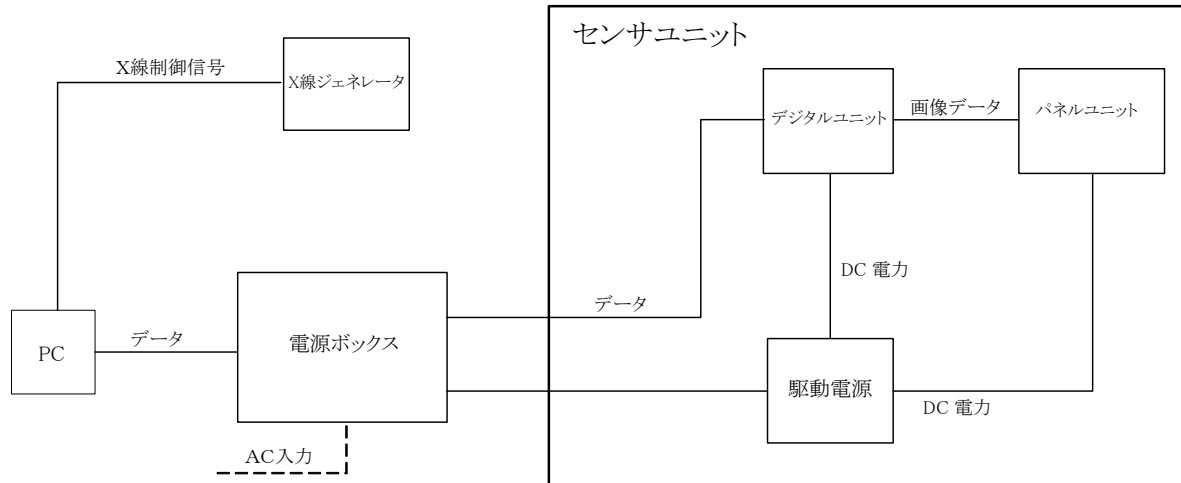 センサユニット
X線制御信号
X線ジェネレータ
デジタルユニット
画像データ
パネルユニット
DC 電力
データ
PC
データ
電源ボックス
駆動電源
DC 電力
AC入力